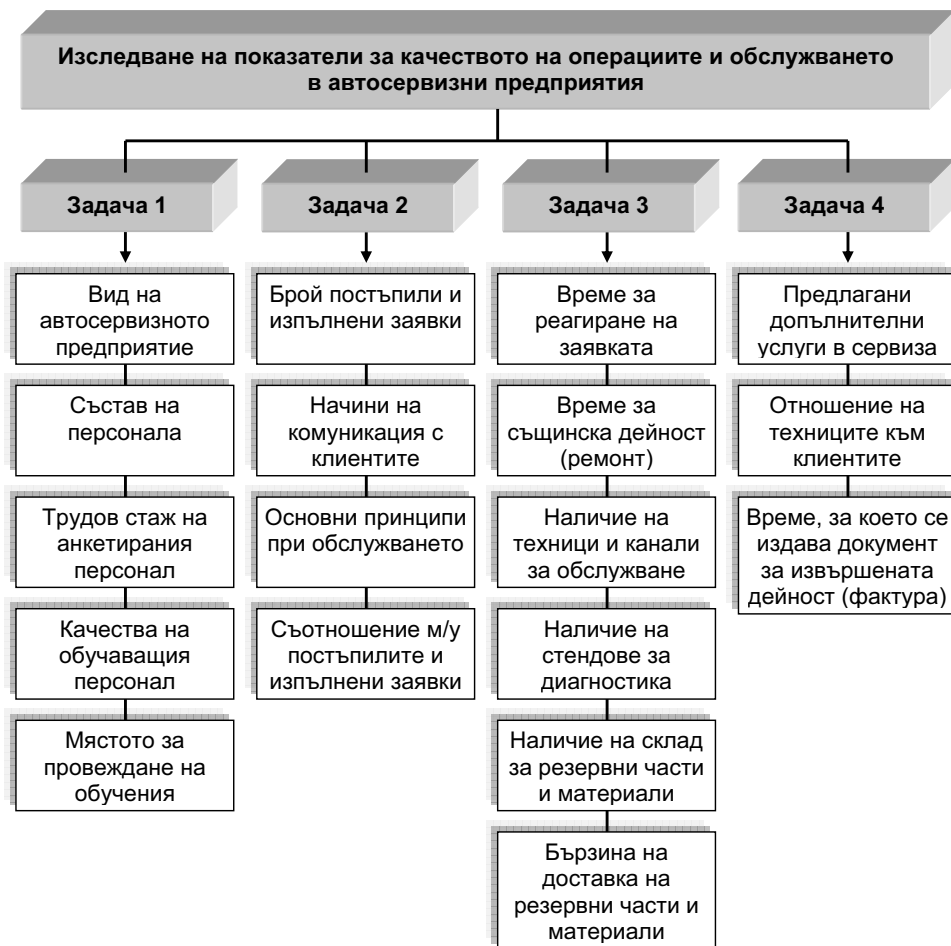 Изследване на показатели за качеството на операциите и обслужването
в автосервизни предприятия
Задача 1
Вид на
автосервизното
предприятие
Състав на
персонала
Трудов стаж на
анкетирания
персонал
Качества на
обучаващия
персонал
Мястото за
провеждане на
обучения
Задача 2
Брой постъпили и
изпълнени заявки
Начини на
комуникация с
клиентите
Основни принципи
при обслужването
Съотношение м/у
постъпилите и
изпълнени заявки
Задача 3
Време за
реагиране на
заявката
Време за
същинска дейност
(ремонт)
Наличие на
техници и канали
за обслужване
Наличие на
стендове за
диагностика
Наличие на склад
за резервни части
и материали
Бързина на
доставка на
резервни части и
материали
Задача 4
Предлагани
допълнителни
услуги в сервиза
Отношение на
техниците към
клиентите
Време, за което се
издава документ
за извършената
дейност (фактура)